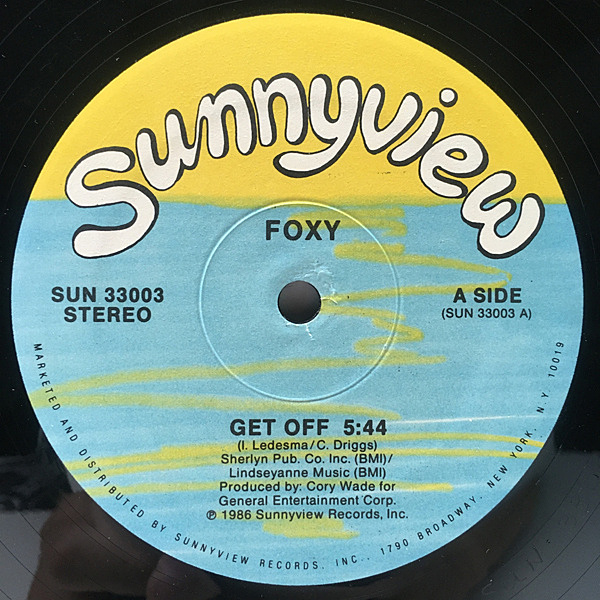 Sunnyview
FOXY
SUN 33003
STEREO
A SIDE
(SUN 33003 A)
GET OFF 5:44
(I. Ledesma/C. Driggs)
Sherlyn Pub. Co. Inc. (BMI)/
Lindseyanne Music (BMI)
Produced by: Cory Wade for
General Entertainment Corp.
℗ 1986 Sunnyview Records, Inc.
MARKETED AND DISTRIBUTED BY SUNNYVIEW RECORDS, INC., 1790 BROADWAY, NEW YORK, N.Y. 10019